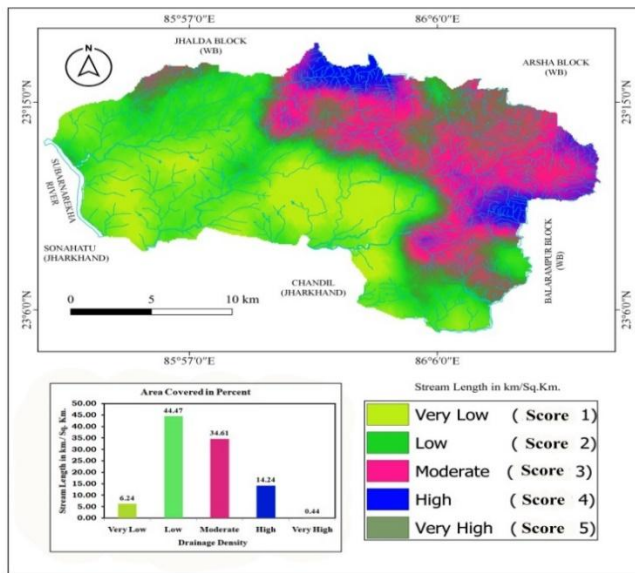 85°57'0"E 86°6'0"E
N
JHALDA BLOCK
(WB)
ARSHA BLOCK
(WB)
23°15'0"N
23°15'0"N
SUBARNAREKHA
RIVER
SONAHATU
(JHARKHAND)
CHANDIL
(JHARKHAND)
BALARAMPUR BLOCK
(WB)
0 5 10 km
23°6'0"N
23°6'0"N
85°57'0"E 86°6'0"E
Area Covered in Percent
Stream Length in km./ Sq. Km.
50.00
45.00
40.00
35.00
30.00
25.00
20.00
15.00
10.00
5.00
0.00
6.24
44.47
34.61
14.24
0.44
Very Low Low Moderate High Very High
Drainage Density
Stream Length in km/Sq.Km.
Very Low ( Score 1)
Low ( Score 2)
Moderate ( Score 3)
High ( Score 4)
Very High ( Score 5)